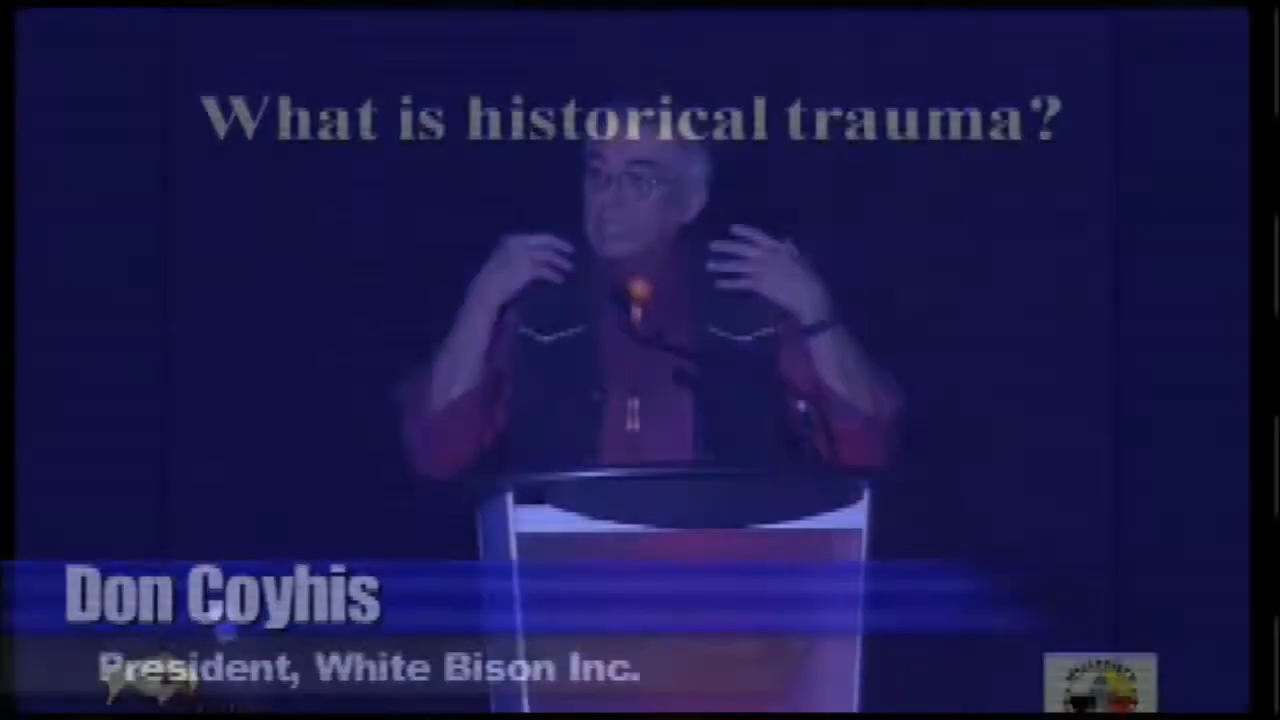 What is historical trauma?
Don Coyhis
President, White Bison Inc.